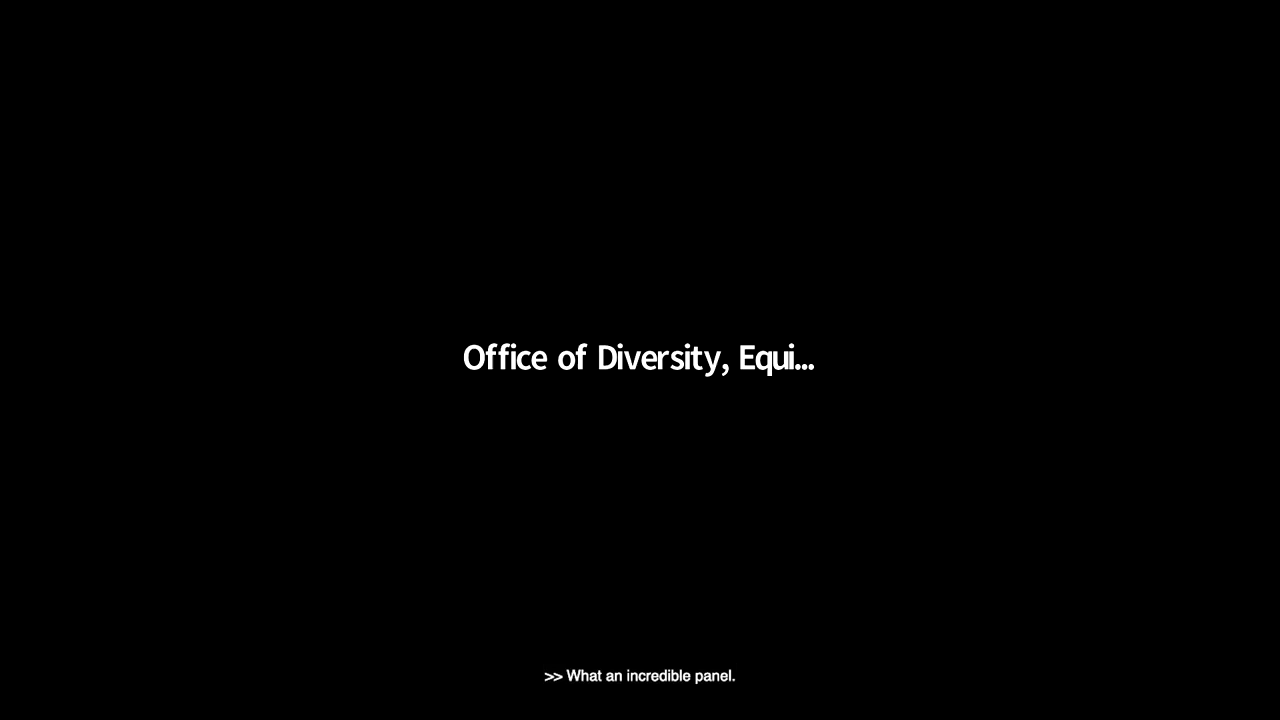 Office of Diversity, Equi...
>> What an incredible panel.